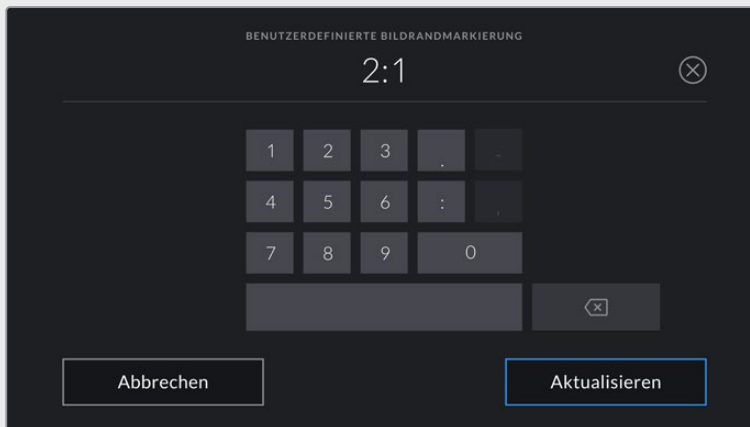 BENUTZERDEFINIERTE BILDRANDMARKIERUNG
2:1
1 2 3 . -
4 5 6 : ,
7 8 9 0
Abbrechen Aktualisieren